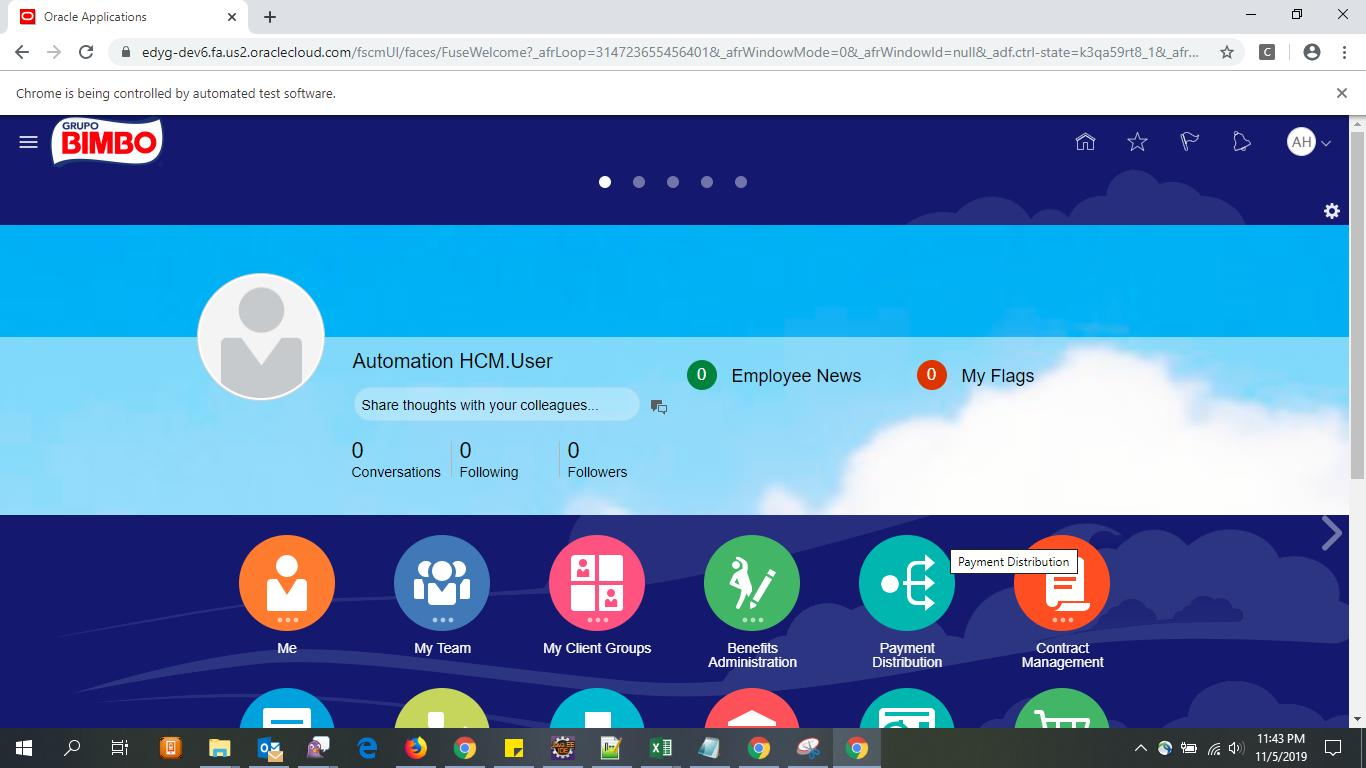 Oracle Applications
edyg-dev6.fa.us2.oraclecloud.com/fscmUI/faces/FuseWelcome?_afrLoop=3147236554564​01&_afrWindowMode=0&_afrWindowId=null&_adf.ctrl-state=k3qa59rt8_1&_afr...
C
Chrome is being controlled by automated test software.
GRUPO
BIMBO
AH
Automation HCM.User
0 Employee News
0 My Flags
Share thoughts with your colleagues...
0
Conversations
0
Following
0
Followers
Payment Distribution
Me
My Team
My Client Groups
Benefits
Administration
Payment
Distribution
Contract
Management
11:43 PM
11/5/2019